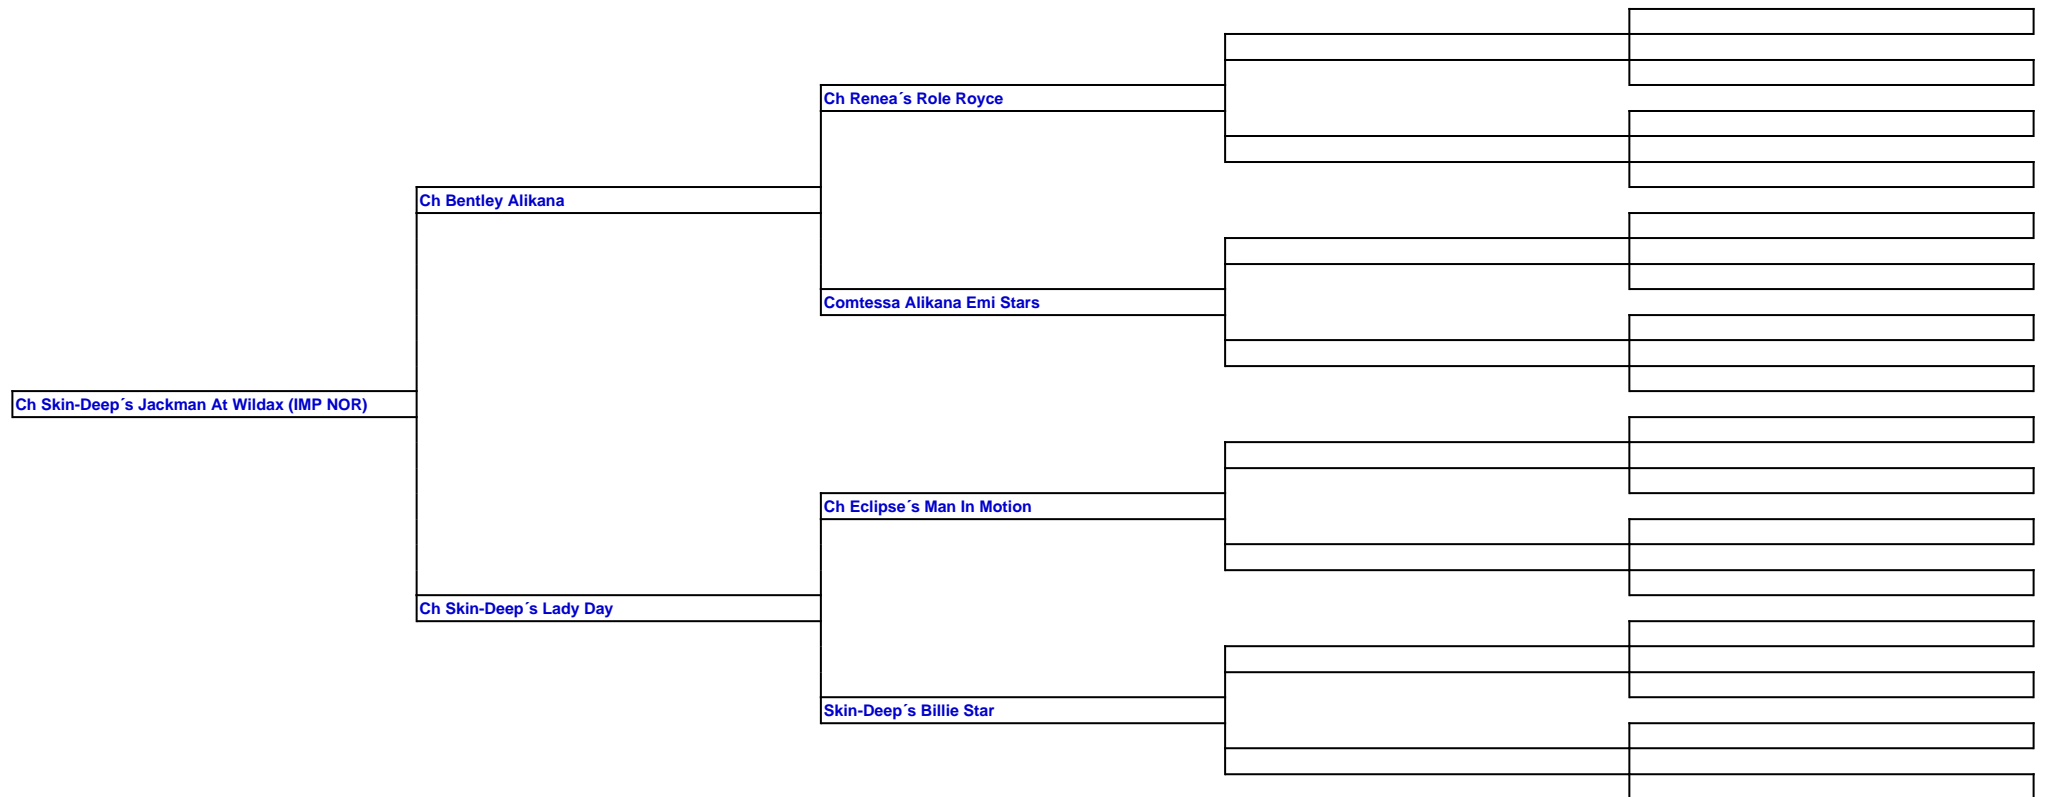 Ch Renea´s Role Royce
Ch Bentley Alikana
Comtessa Alikana Emi Stars
Ch Skin-Deep´s Jackman At Wildax (IMP NOR)
Ch Eclipse´s Man In Motion
Ch Skin-Deep´s Lady Day
Skin-Deep´s Billie Star